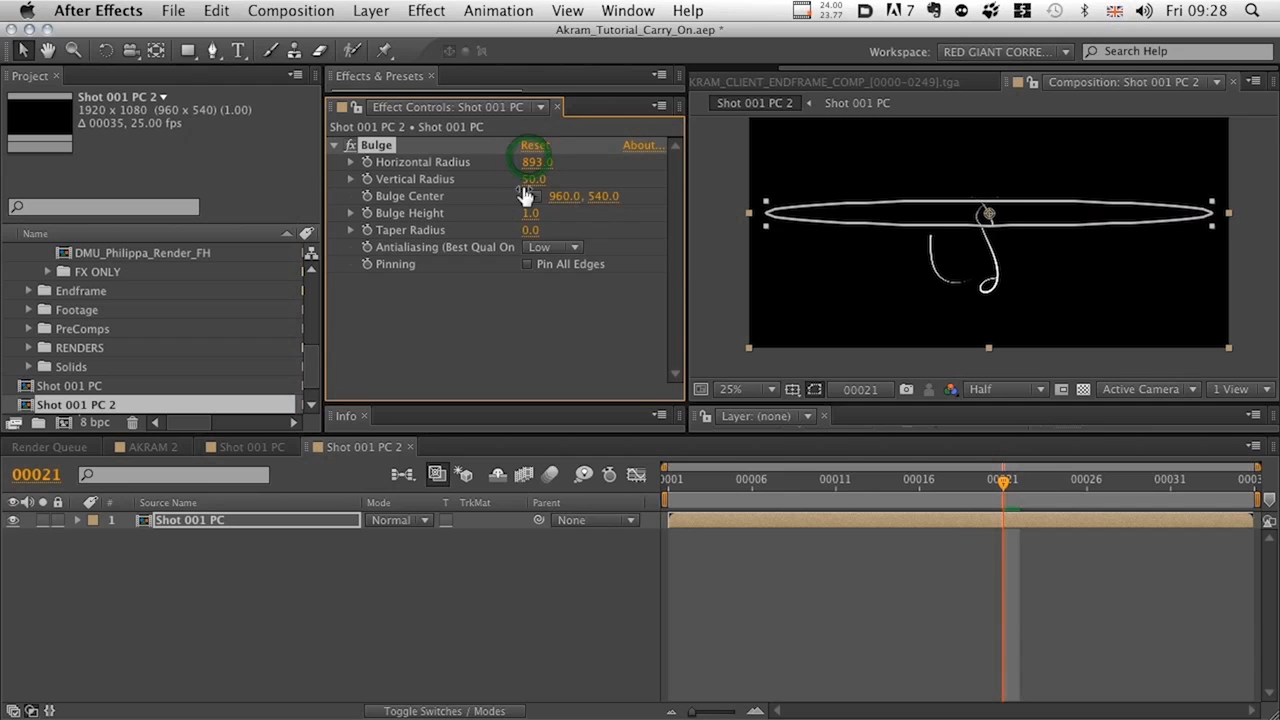 After Effects File Edit Composition Layer Effect Animation View Window Help 24.00 23.77 7 Fri 09:28
Akram_Tutorial_Carry_On.aep *
Workspace: RED GIANT CORRE... Search Help
Project Effects & Presets KRAM_CLIENT_ENDFRAME_COMP_[0000-0249].tga Composition: Shot 001 PC 2
Shot 001 PC 2
1920 x 1080 (960 x 540) (1.00)
Δ 00035, 25.00 fps
Effect Controls: Shot 001 PC
Shot 001 PC 2 • Shot 001 PC
Shot 001 PC 2 Shot 001 PC
fx Bulge Reset About...
Horizontal Radius 893.0
Vertical Radius 50.0
Bulge Center 960.0, 540.0
Bulge Height 1.0
Taper Radius 0.0
Antialiasing (Best Qual On Low
Pinning Pin All Edges
Name
DMU_Philippa_Render_FH
FX ONLY
Endframe
Footage
PreComps
RENDERS
Solids
Shot 001 PC
Shot 001 PC 2
8 bpc
25% 00021 Half Active Camera 1 View
Info Layer: (none)
Render Queue AKRAM 2 Shot 001 PC Shot 001 PC 2
00021
0001 00006 00011 00016 00021 00026 00031 0003
# Source Name Mode T TrkMat Parent
1 Shot 001 PC Normal None
Toggle Switches / Modes